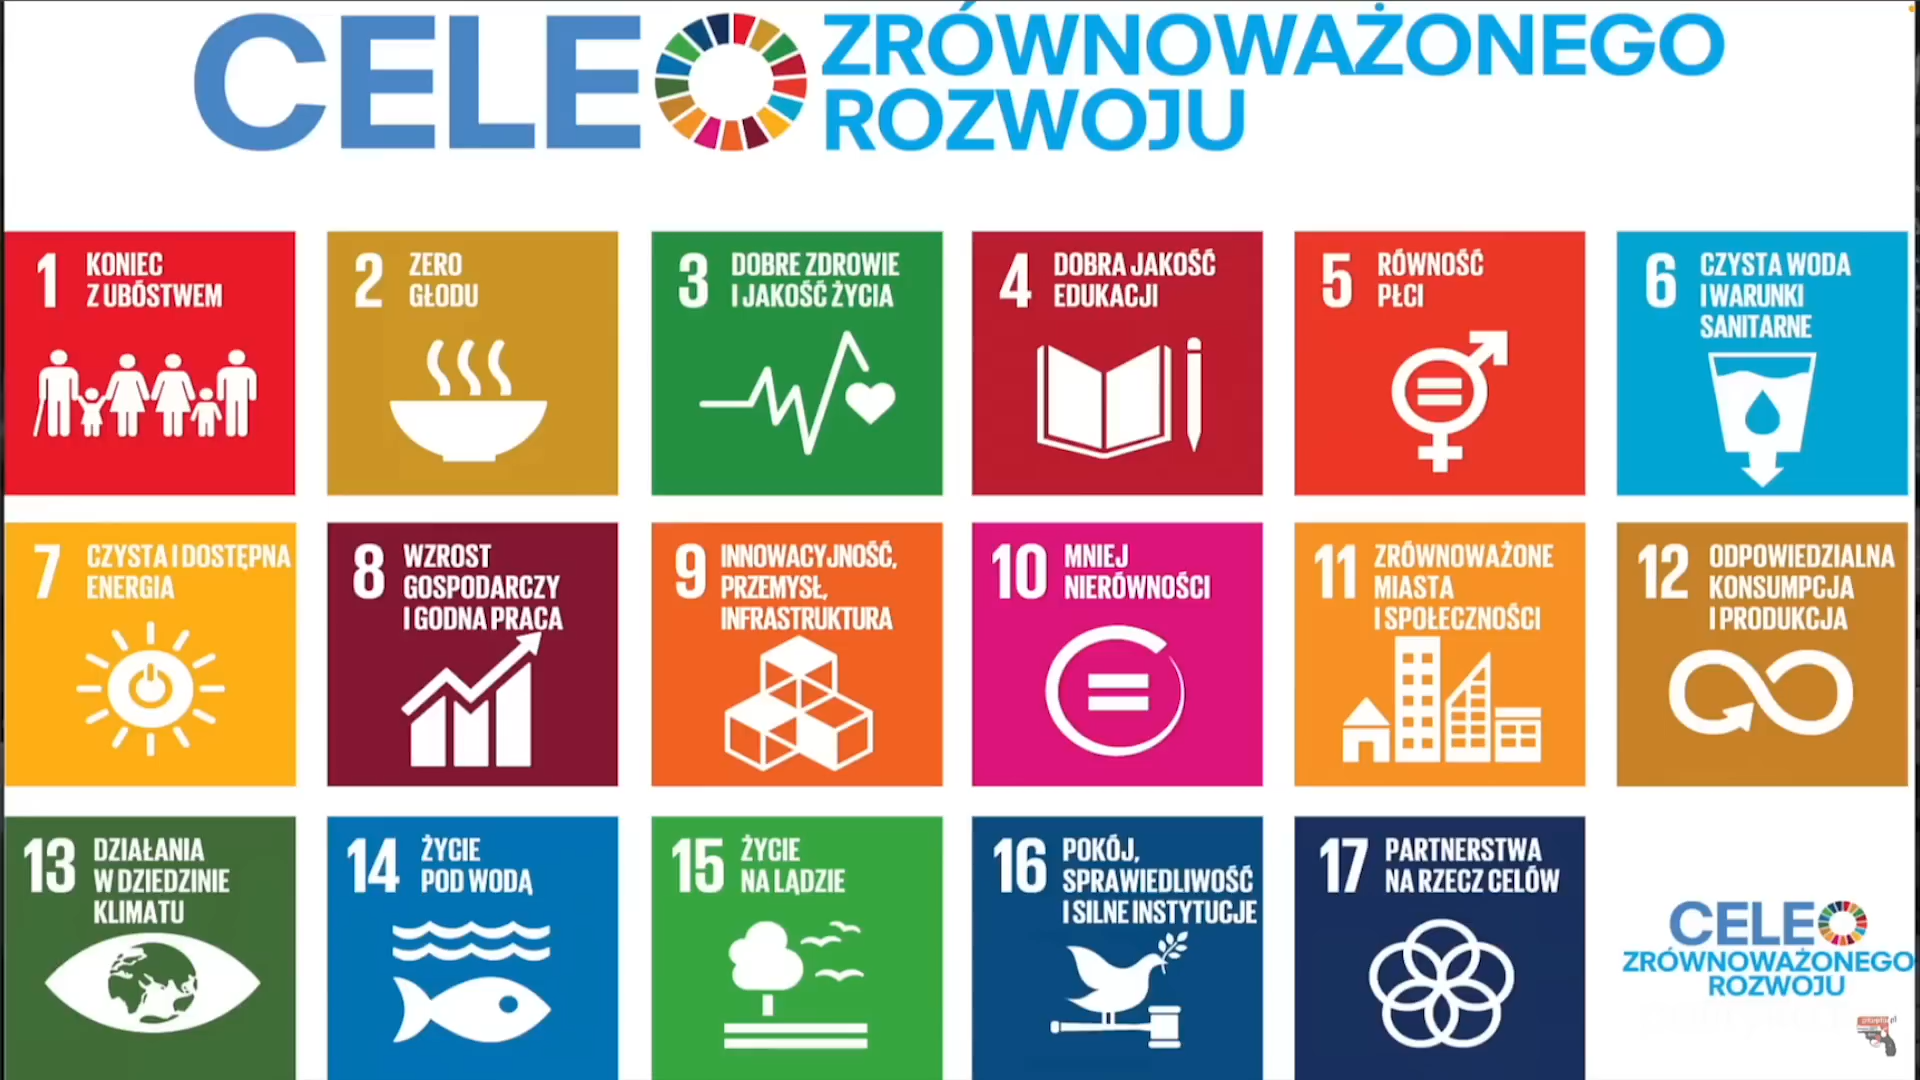 CELE ZRÓWNOWAŻONEGO
ROZWOJU
1 KONIEC
Z UBÓSTWEM
2 ZERO
GŁODU
3 DOBRE ZDROWIE
I JAKOŚĆ ŻYCIA
4 DOBRA JAKOŚĆ
EDUKACJI
5 RÓWNOŚĆ
PŁCI
6 CZYSTA WODA
I WARUNKI
SANITARNE
7 CZYSTA I DOSTĘPNA
ENERGIA
8 WZROST
GOSPODARCZY
I GODNA PRACA
9 INNOWACYJNOŚĆ,
PRZEMYSŁ,
INFRASTRUKTURA
10 MNIEJ
NIERÓWNOŚCI
11 ZRÓWNOWAŻONE
MIASTA
I SPOŁECZNOŚCI
12 ODPOWIEDZIALNA
KONSUMPCJA
I PRODUKCJA
13 DZIAŁANIA
W DZIEDZINIE
KLIMATU
14 ŻYCIE
POD WODĄ
15 ŻYCIE
NA LĄDZIE
16 POKÓJ,
SPRAWIEDLIWOŚĆ
I SILNE INSTYTUCJE
17 PARTNERSTWA
NA RZECZ CELÓW
CELE
ZRÓWNOWAŻONEGO
ROZWOJU